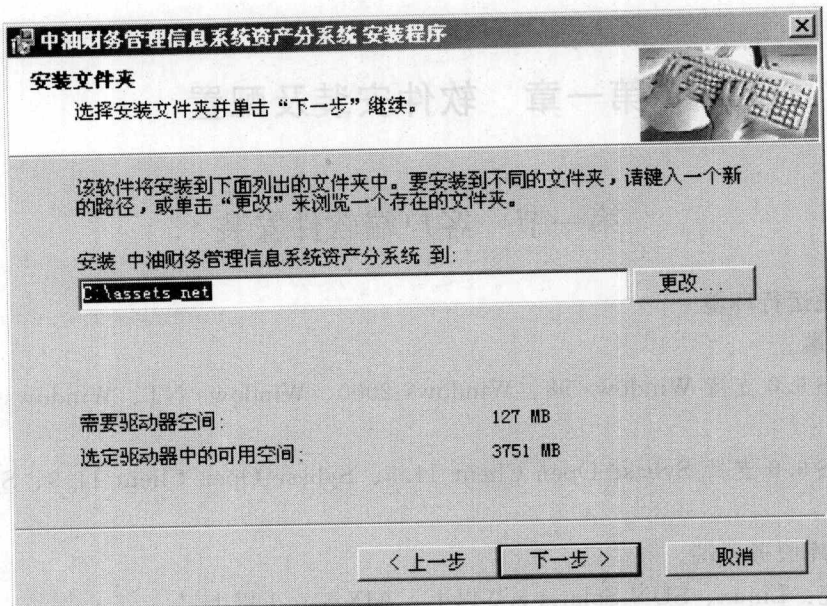 中油财务管理信息系统资产分系统 安装程序
安装文件夹
选择安装文件夹并单击“下一步”继续。
该软件将安装到下面列出的文件夹中。要安装到不同的文件夹，请键入一个新
的路径，或单击“更改”来浏览一个存在的文件夹。
安装 中油财务管理信息系统资产分系统 到:
C:\assets_net
更改...
需要驱动器空间: 127 MB
选定驱动器中的可用空间: 3751 MB
< 上一步 下一步 > 取消